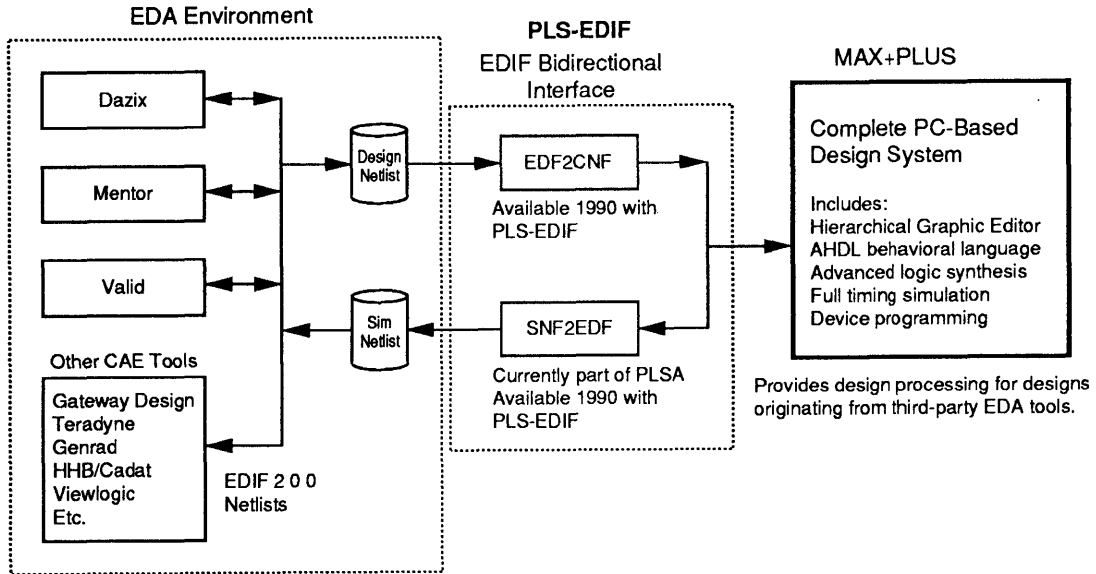 EDA Environment
Dazix
Mentor
Valid
Other CAE Tools
Gateway Design
Teradyne
Genrad
HHB/Cadat
Viewlogic
Etc.
EDIF 2 0 0
Netlists
Design
Netlist
Sim
Netlist
PLS-EDIF
EDIF Bidirectional
Interface
EDF2CNF
Available 1990 with
PLS-EDIF
SNF2EDF
Currently part of PLSA
Available 1990 with
PLS-EDIF
MAX+PLUS
Complete PC-Based
Design System
Includes:
Hierarchical Graphic Editor
AHDL behavioral language
Advanced logic synthesis
Full timing simulation
Device programming
Provides design processing for designs
originating from third-party EDA tools.